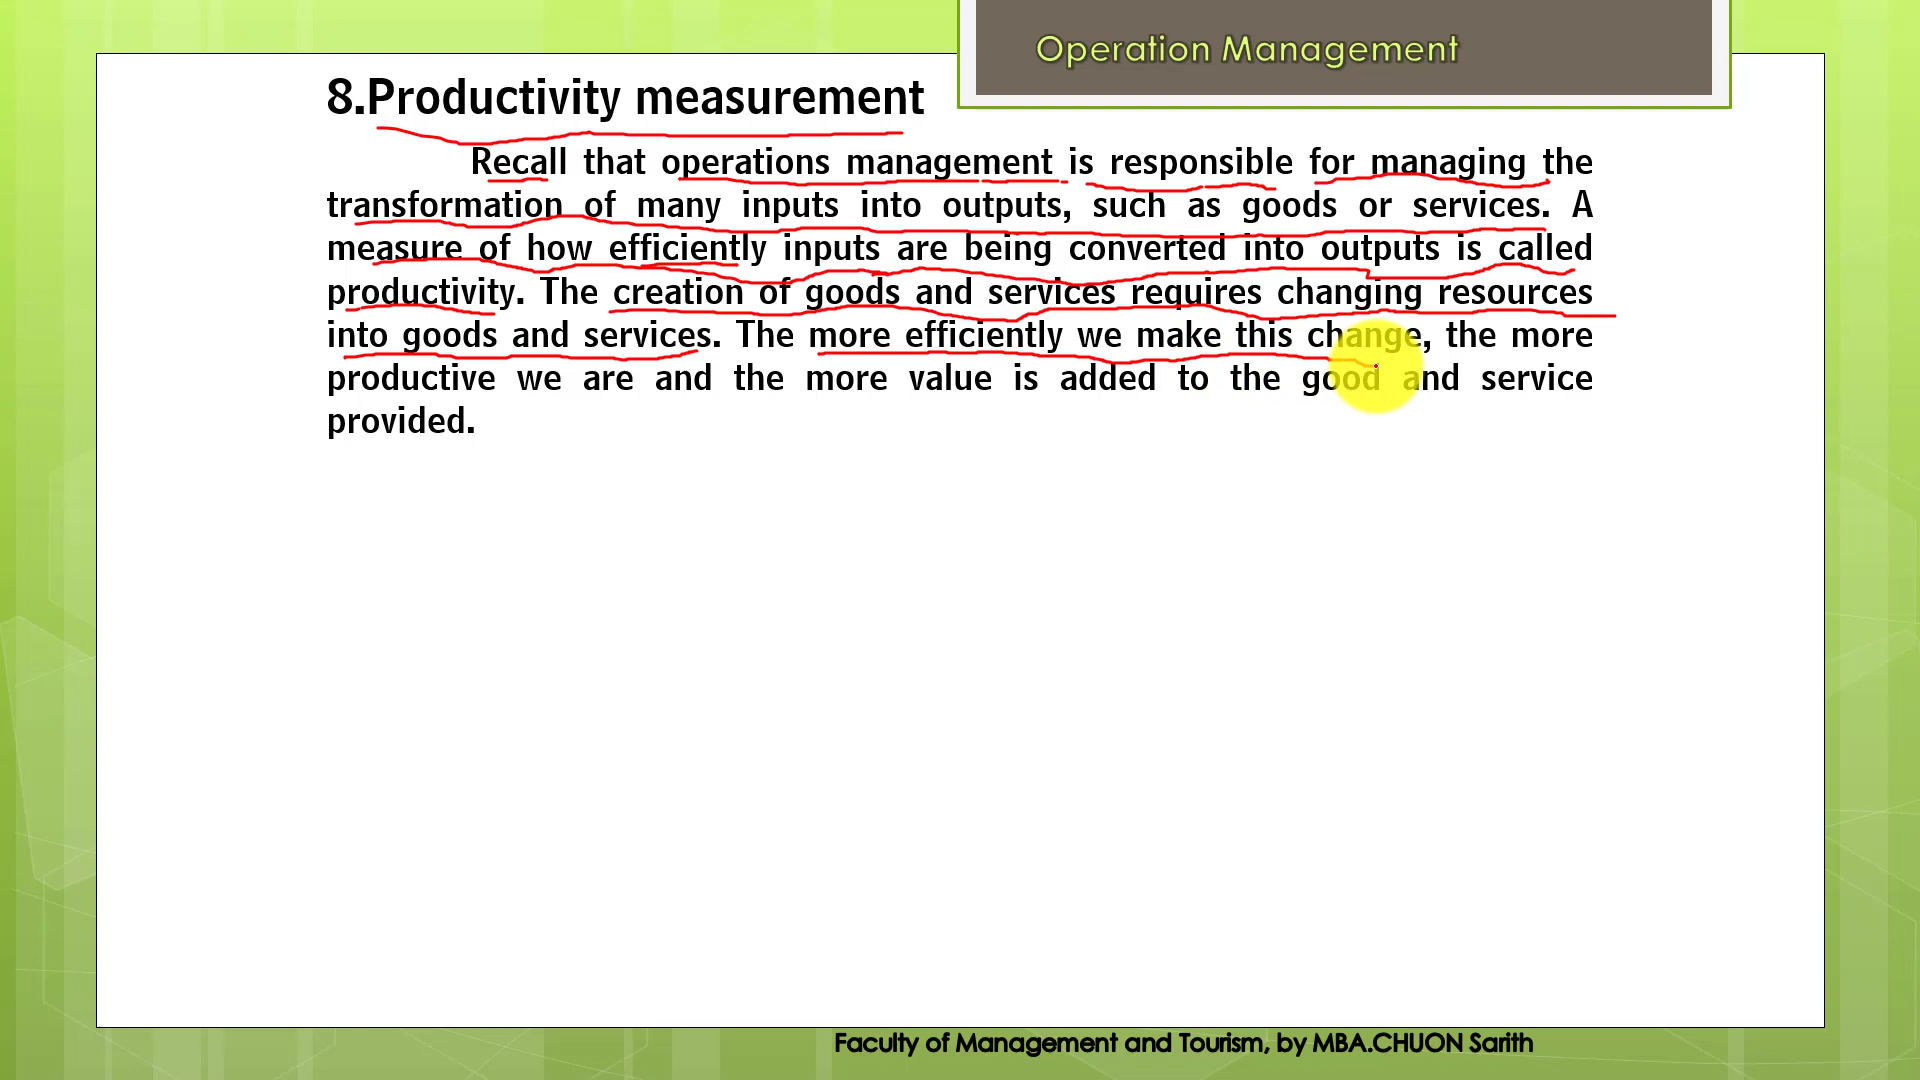 Operation Management
8.Productivity measurement
Recall that operations management is responsible for managing the
transformation of many inputs into outputs, such as goods or services. A
measure of how efficiently inputs are being converted into outputs is called
productivity. The creation of goods and services requires changing resources
into goods and services. The more efficiently we make this change, the more
productive we are and the more value is added to the good and service
provided.
Faculty of Management and Tourism, by MBA.CHUON Sarith